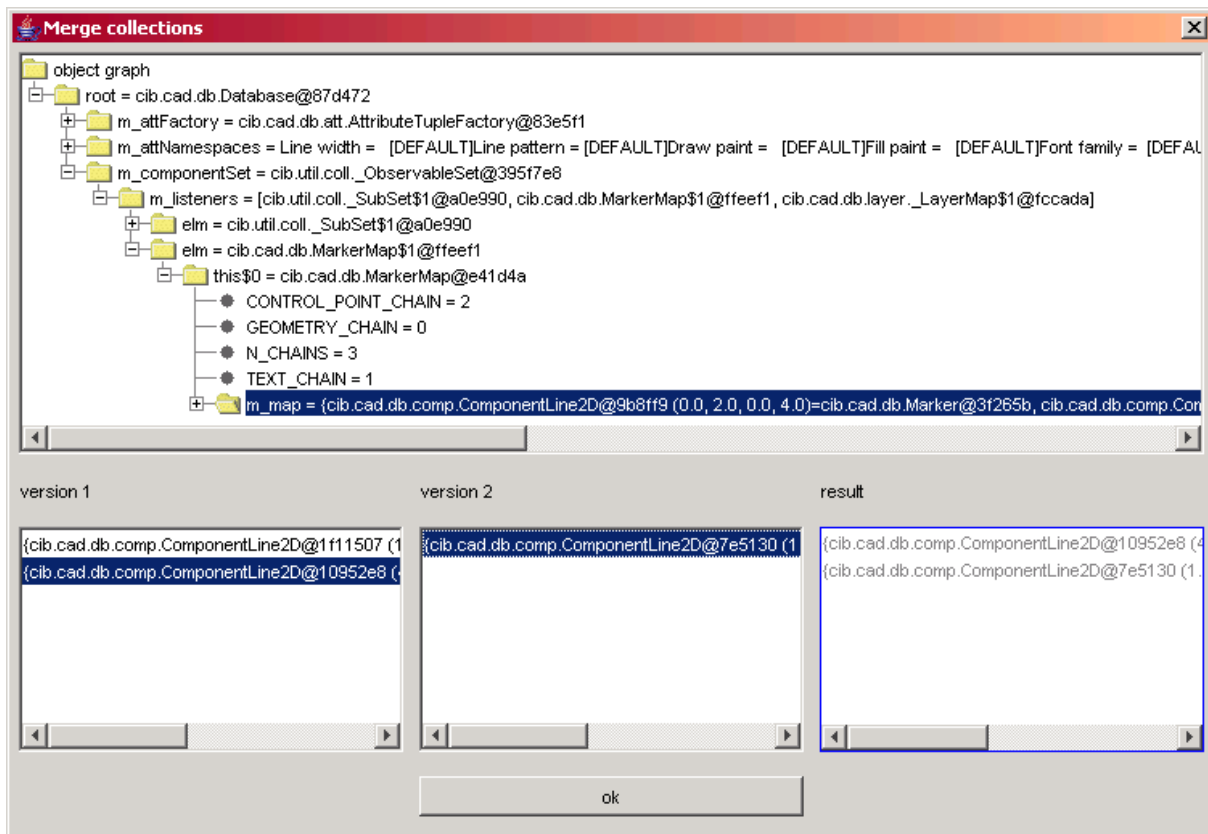 Merge collections
object graph
root = cib.cad.db.Database@87d472
m_attFactory = cib.cad.db.att.AttributeTupleFactory@83e5f1
m_attNamespaces = Line width =   [DEFAULT]Line pattern = [DEFAULT]Draw paint =   [DEFAULT]Fill paint =   [DEFAULT]Font family =  [DEFAU
m_componentSet = cib.util.coll._ObservableSet@395f7e8
m_listeners = [cib.util.coll._SubSet$1@a0e990, cib.cad.db.MarkerMap$1@ffeef1, cib.cad.db.layer._LayerMap$1@fccada]
elm = cib.util.coll._SubSet$1@a0e990
elm = cib.cad.db.MarkerMap$1@ffeef1
this$0 = cib.cad.db.MarkerMap@e41d4a
CONTROL_POINT_CHAIN = 2
GEOMETRY_CHAIN = 0
N_CHAINS = 3
TEXT_CHAIN = 1
m_map = {cib.cad.db.comp.ComponentLine2D@9b8ff9 (0.0, 2.0, 0.0, 4.0)=cib.cad.db.Marker@3f265b, cib.cad.db.comp.Con
version 1 version 2 result
{cib.cad.db.comp.ComponentLine2D@1f11507 (1 {cib.cad.db.comp.ComponentLine2D@7e5130 (1 {cib.cad.db.comp.ComponentLine2D@10952e8 (4
{cib.cad.db.comp.ComponentLine2D@10952e8 (4 {cib.cad.db.comp.ComponentLine2D@7e5130 (1.
ok